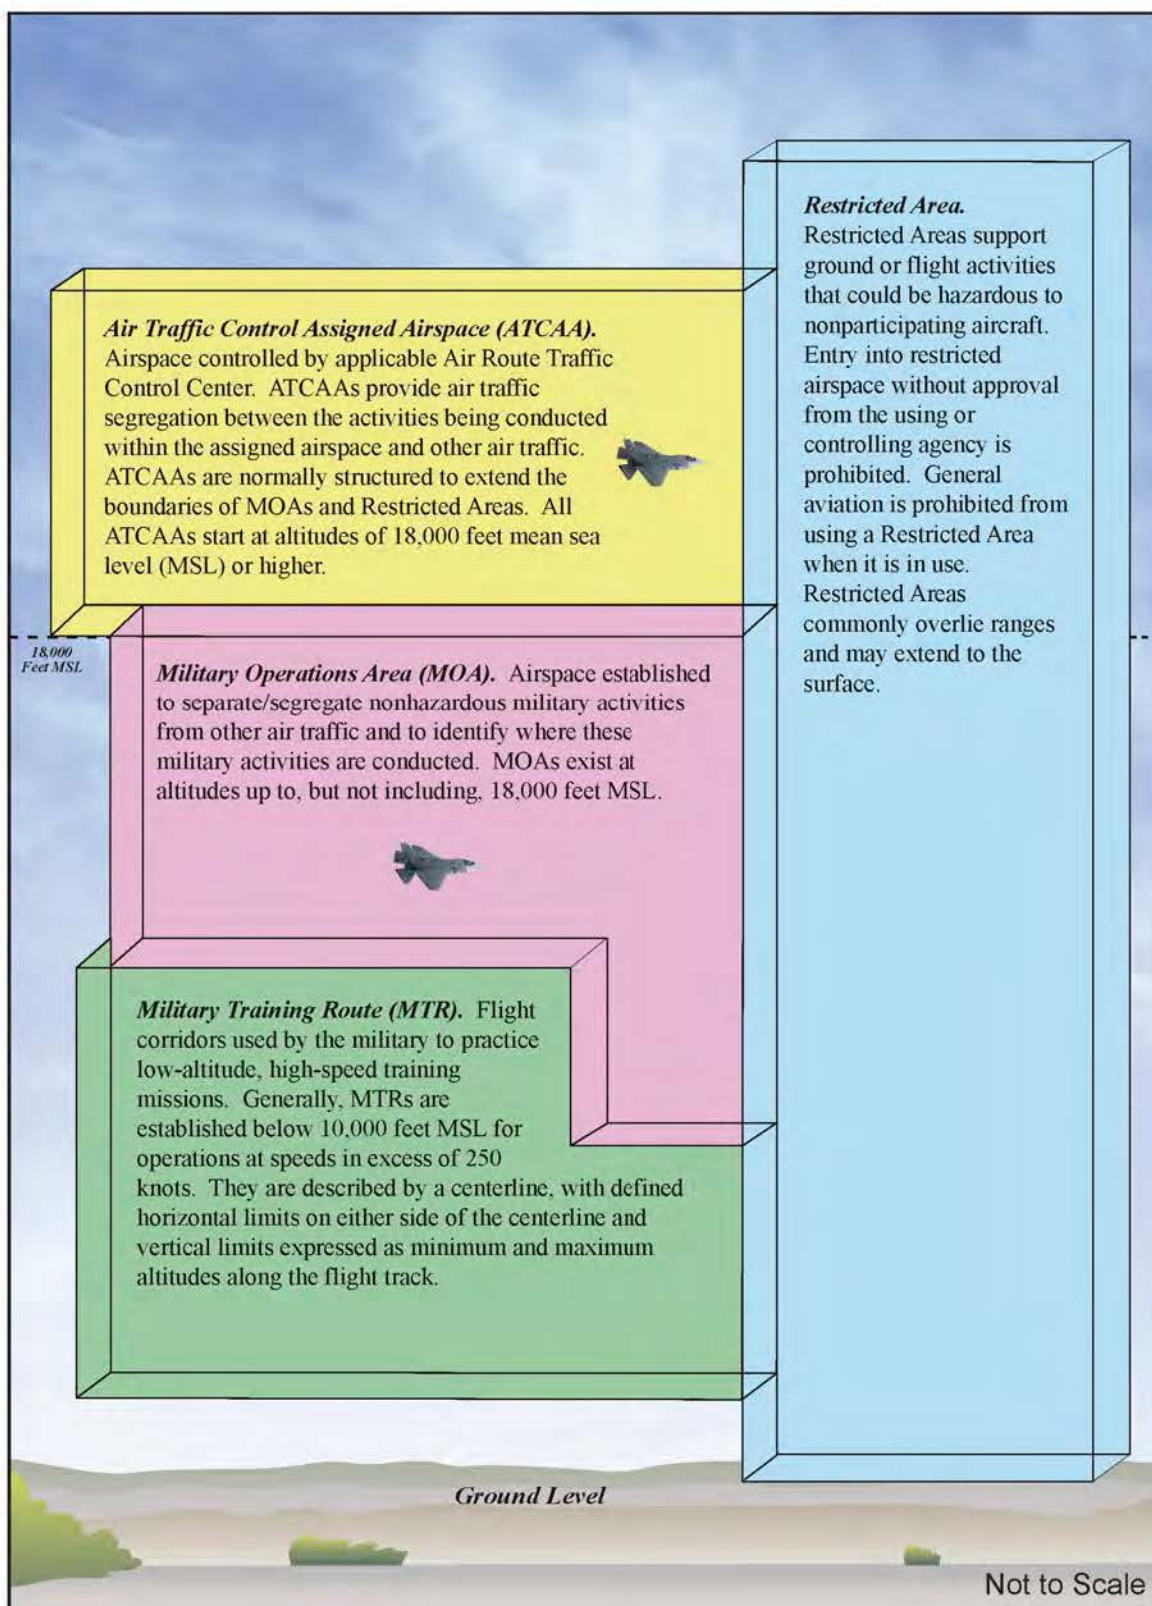 Restricted Area.
Restricted Areas support
ground or flight activities
that could be hazardous to
nonparticipating aircraft.
Entry into restricted
airspace without approval
from the using or
controlling agency is
prohibited.  General
aviation is prohibited from
using a Restricted Area
when it is in use.
Restricted Areas
commonly overlie ranges
and may extend to the
surface.
Air Traffic Control Assigned Airspace (ATCAA).
Airspace controlled by applicable Air Route Traffic
Control Center.  ATCAAs provide air traffic
segregation between the activities being conducted
within the assigned airspace and other air traffic.
ATCAAs are normally structured to extend the
boundaries of MOAs and Restricted Areas.  All
ATCAAs start at altitudes of 18,000 feet mean sea
level (MSL) or higher.
18,000
Feet MSL
Military Operations Area (MOA).  Airspace established
to separate/segregate nonhazardous military activities
from other air traffic and to identify where these
military activities are conducted.  MOAs exist at
altitudes up to, but not including, 18,000 feet MSL.
Military Training Route (MTR).  Flight
corridors used by the military to practice
low-altitude, high-speed training
missions.  Generally, MTRs are
established below 10,000 feet MSL for
operations at speeds in excess of 250
knots.  They are described by a centerline, with defined
horizontal limits on either side of the centerline and
vertical limits expressed as minimum and maximum
altitudes along the flight track.
Ground Level
Not to Scale